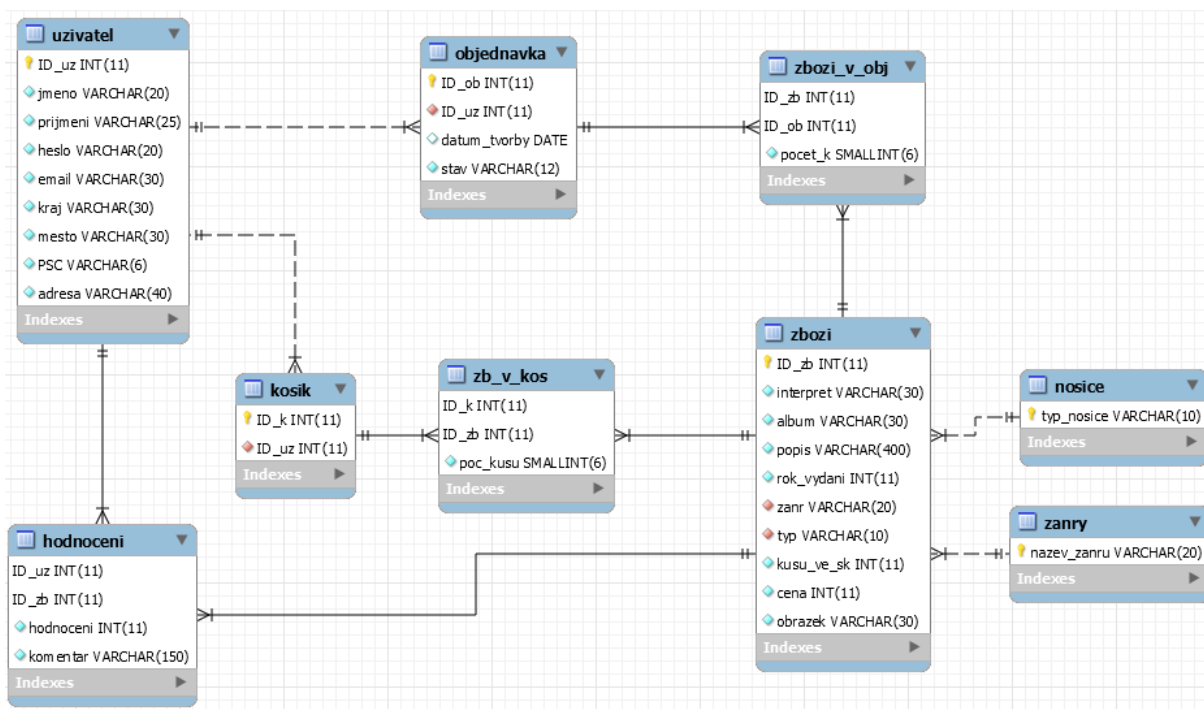 uzivatel
ID_uz INT(11)
jmeno VARCHAR(20)
prijmeni VARCHAR(25)
heslo VARCHAR(20)
email VARCHAR(30)
kraj VARCHAR(30)
mesto VARCHAR(30)
PSC VARCHAR(6)
adresa VARCHAR(40)
Indexes
objednavka
ID_ob INT(11)
ID_uz INT(11)
datum_tvorby DATE
stav VARCHAR(12)
Indexes
zbozi_v_obj
ID_zb INT(11)
ID_ob INT(11)
pocet_k SMALLINT(6)
Indexes
kosik
ID_k INT(11)
ID_uz INT(11)
Indexes
zb_v_kos
ID_k INT(11)
ID_zb INT(11)
poc_kusu SMALLINT(6)
Indexes
zbozi
ID_zb INT(11)
interpret VARCHAR(30)
album VARCHAR(30)
popis VARCHAR(400)
rok_vydani INT(11)
zanr VARCHAR(20)
typ VARCHAR(10)
kusu_ve_sk INT(11)
cena INT(11)
obrazek VARCHAR(30)
Indexes
nosice
typ_nosice VARCHAR(10)
Indexes
zanry
nazev_zanru VARCHAR(20)
Indexes
hodnoceni
ID_uz INT(11)
ID_zb INT(11)
hodnoceni INT(11)
komentar VARCHAR(150)
Indexes